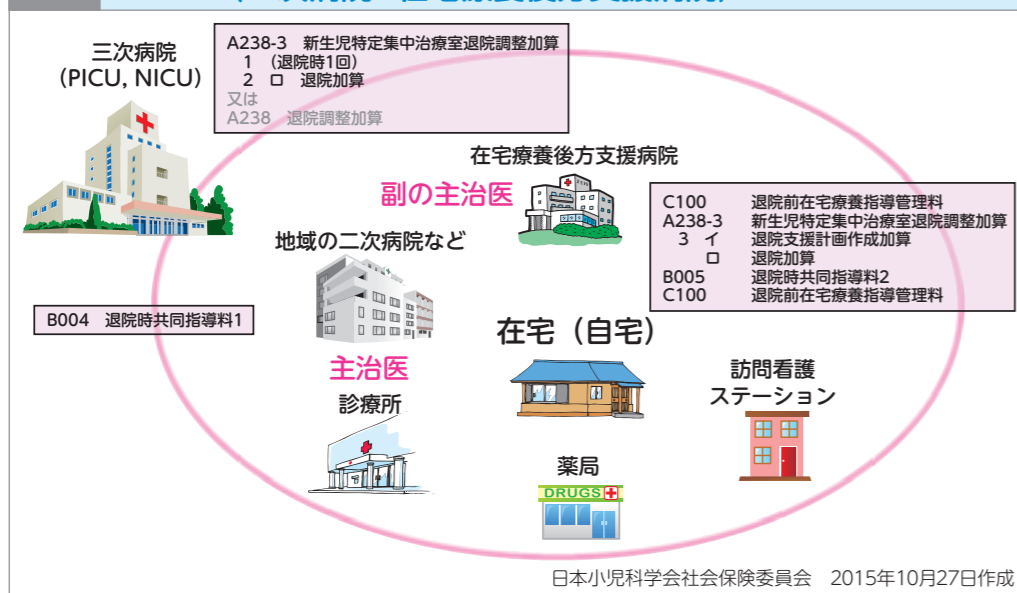 三次病院
(PICU, NICU)
A238-3 新生児特定集中治療室退院調整加算
1 (退院時1回)
2 ロ 退院加算
又は
A238 退院調整加算
在宅療養後方支援病院
副の主治医
C100 退院前在宅療養指導管理料
A238-3 新生児特定集中治療室退院調整加算
3 イ 退院支援計画作成加算
ロ 退院加算
B005 退院時共同指導料2
C100 退院前在宅療養指導管理料
地域の二次病院など
B004 退院時共同指導料1
主治医
診療所
在宅(自宅)
訪問看護
ステーション
薬局
DRUGS
日本小児科学会社会保険委員会 2015年10月27日作成